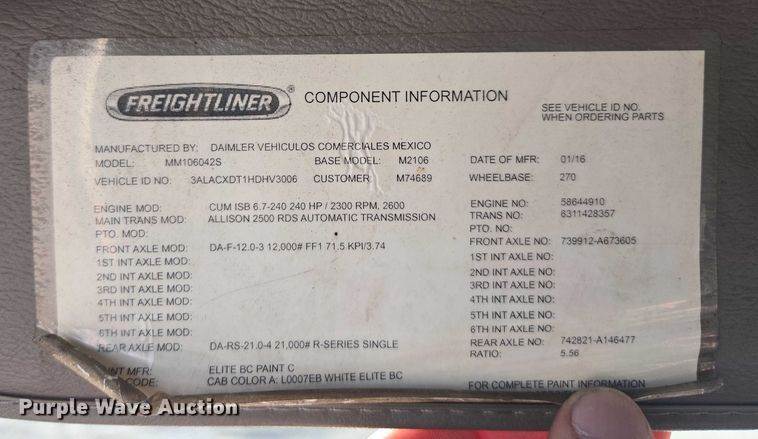 FREIGHTLINER ® COMPONENT INFORMATION
SEE VEHICLE ID NO.
WHEN ORDERING PARTS
MANUFACTURED BY: DAIMLER VEHICULOS COMERCIALES MEXICO
MODEL: MM106042S BASE MODEL: M2106 DATE OF MFR: 01/16
VEHICLE ID NO: 3ALACXDT1HDHV3006 CUSTOMER M74689 WHEELBASE: 270
ENGINE MOD: CUM ISB 6.7-240 240 HP / 2300 RPM, 2600 ENGINE NO: 58644910
MAIN TRANS MOD: ALLISON 2500 RDS AUTOMATIC TRANSMISSION TRANS NO: 6311428357
PTO. MOD: PTO. NO:
FRONT AXLE MOD: DA-F-12.0-3 12,000# FF1 71.5 KPI/3.74 FRONT AXLE NO: 739912-A673605
1ST INT AXLE MOD: 1ST INT AXLE NO:
2ND INT AXLE MOD: 2ND INT AXLE NO:
3RD INT AXLE MOD: 3RD INT AXLE NO:
4TH INT AXLE MOD: 4TH INT AXLE NO:
5TH INT AXLE MOD: 5TH INT AXLE NO:
6TH INT AXLE MOD: 6TH INT AXLE NO:
REAR AXLE MOD: DA-RS-21.0-4 21,000# R-SERIES SINGLE REAR AXLE NO: 742821-A146477
RATIO: 5.56
NT MFR: ELITE BC PAINT C
CODE: CAB COLOR A: L0007EB WHITE ELITE BC FOR COMPLETE PAINT INFORMATION
Purple Wave Auction